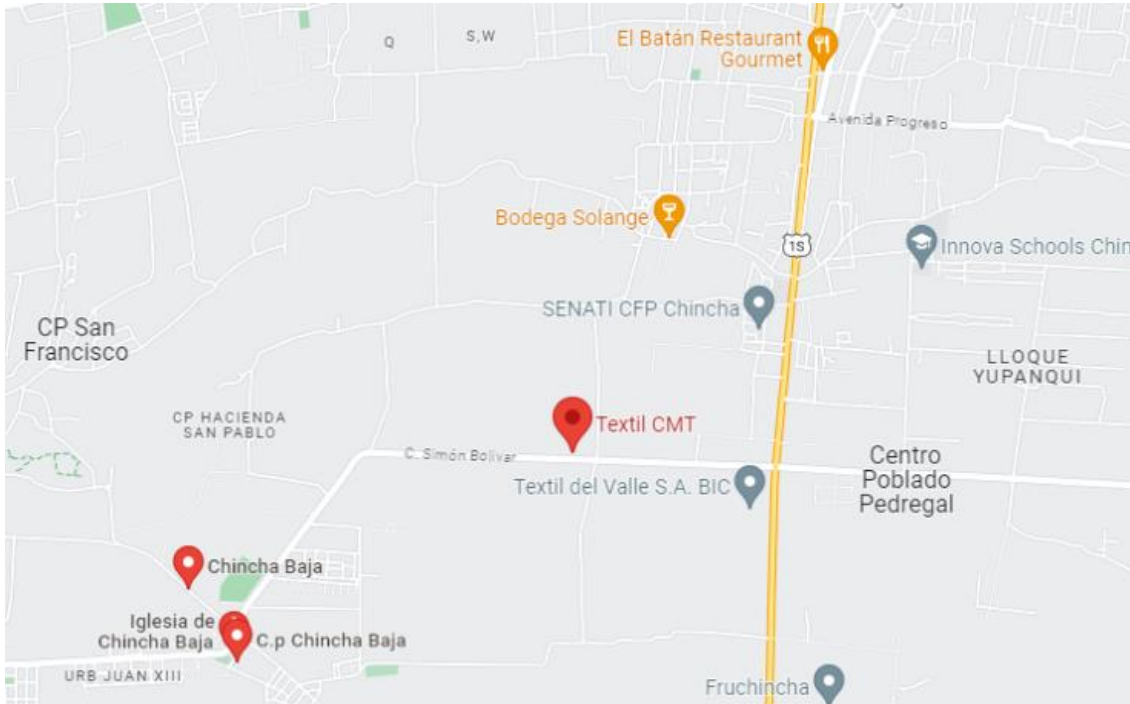 Q
S,W
El Batán Restaurant
Gourmet
Avenida Progreso
Bodega Solange
1S
Innova Schools Chin
SENATI CFP Chincha
CP San
Francisco
LLOQUE
YUPANQUI
CP HACIENDA
SAN PABLO
Textil CMT
C. Simón Bolívar
Centro
Poblado
Pedregal
Textil del Valle S.A. BIC
Chincha Baja
Iglesia de
Chincha Baja
C.p Chincha Baja
URB JUAN XIII
Fruchincha